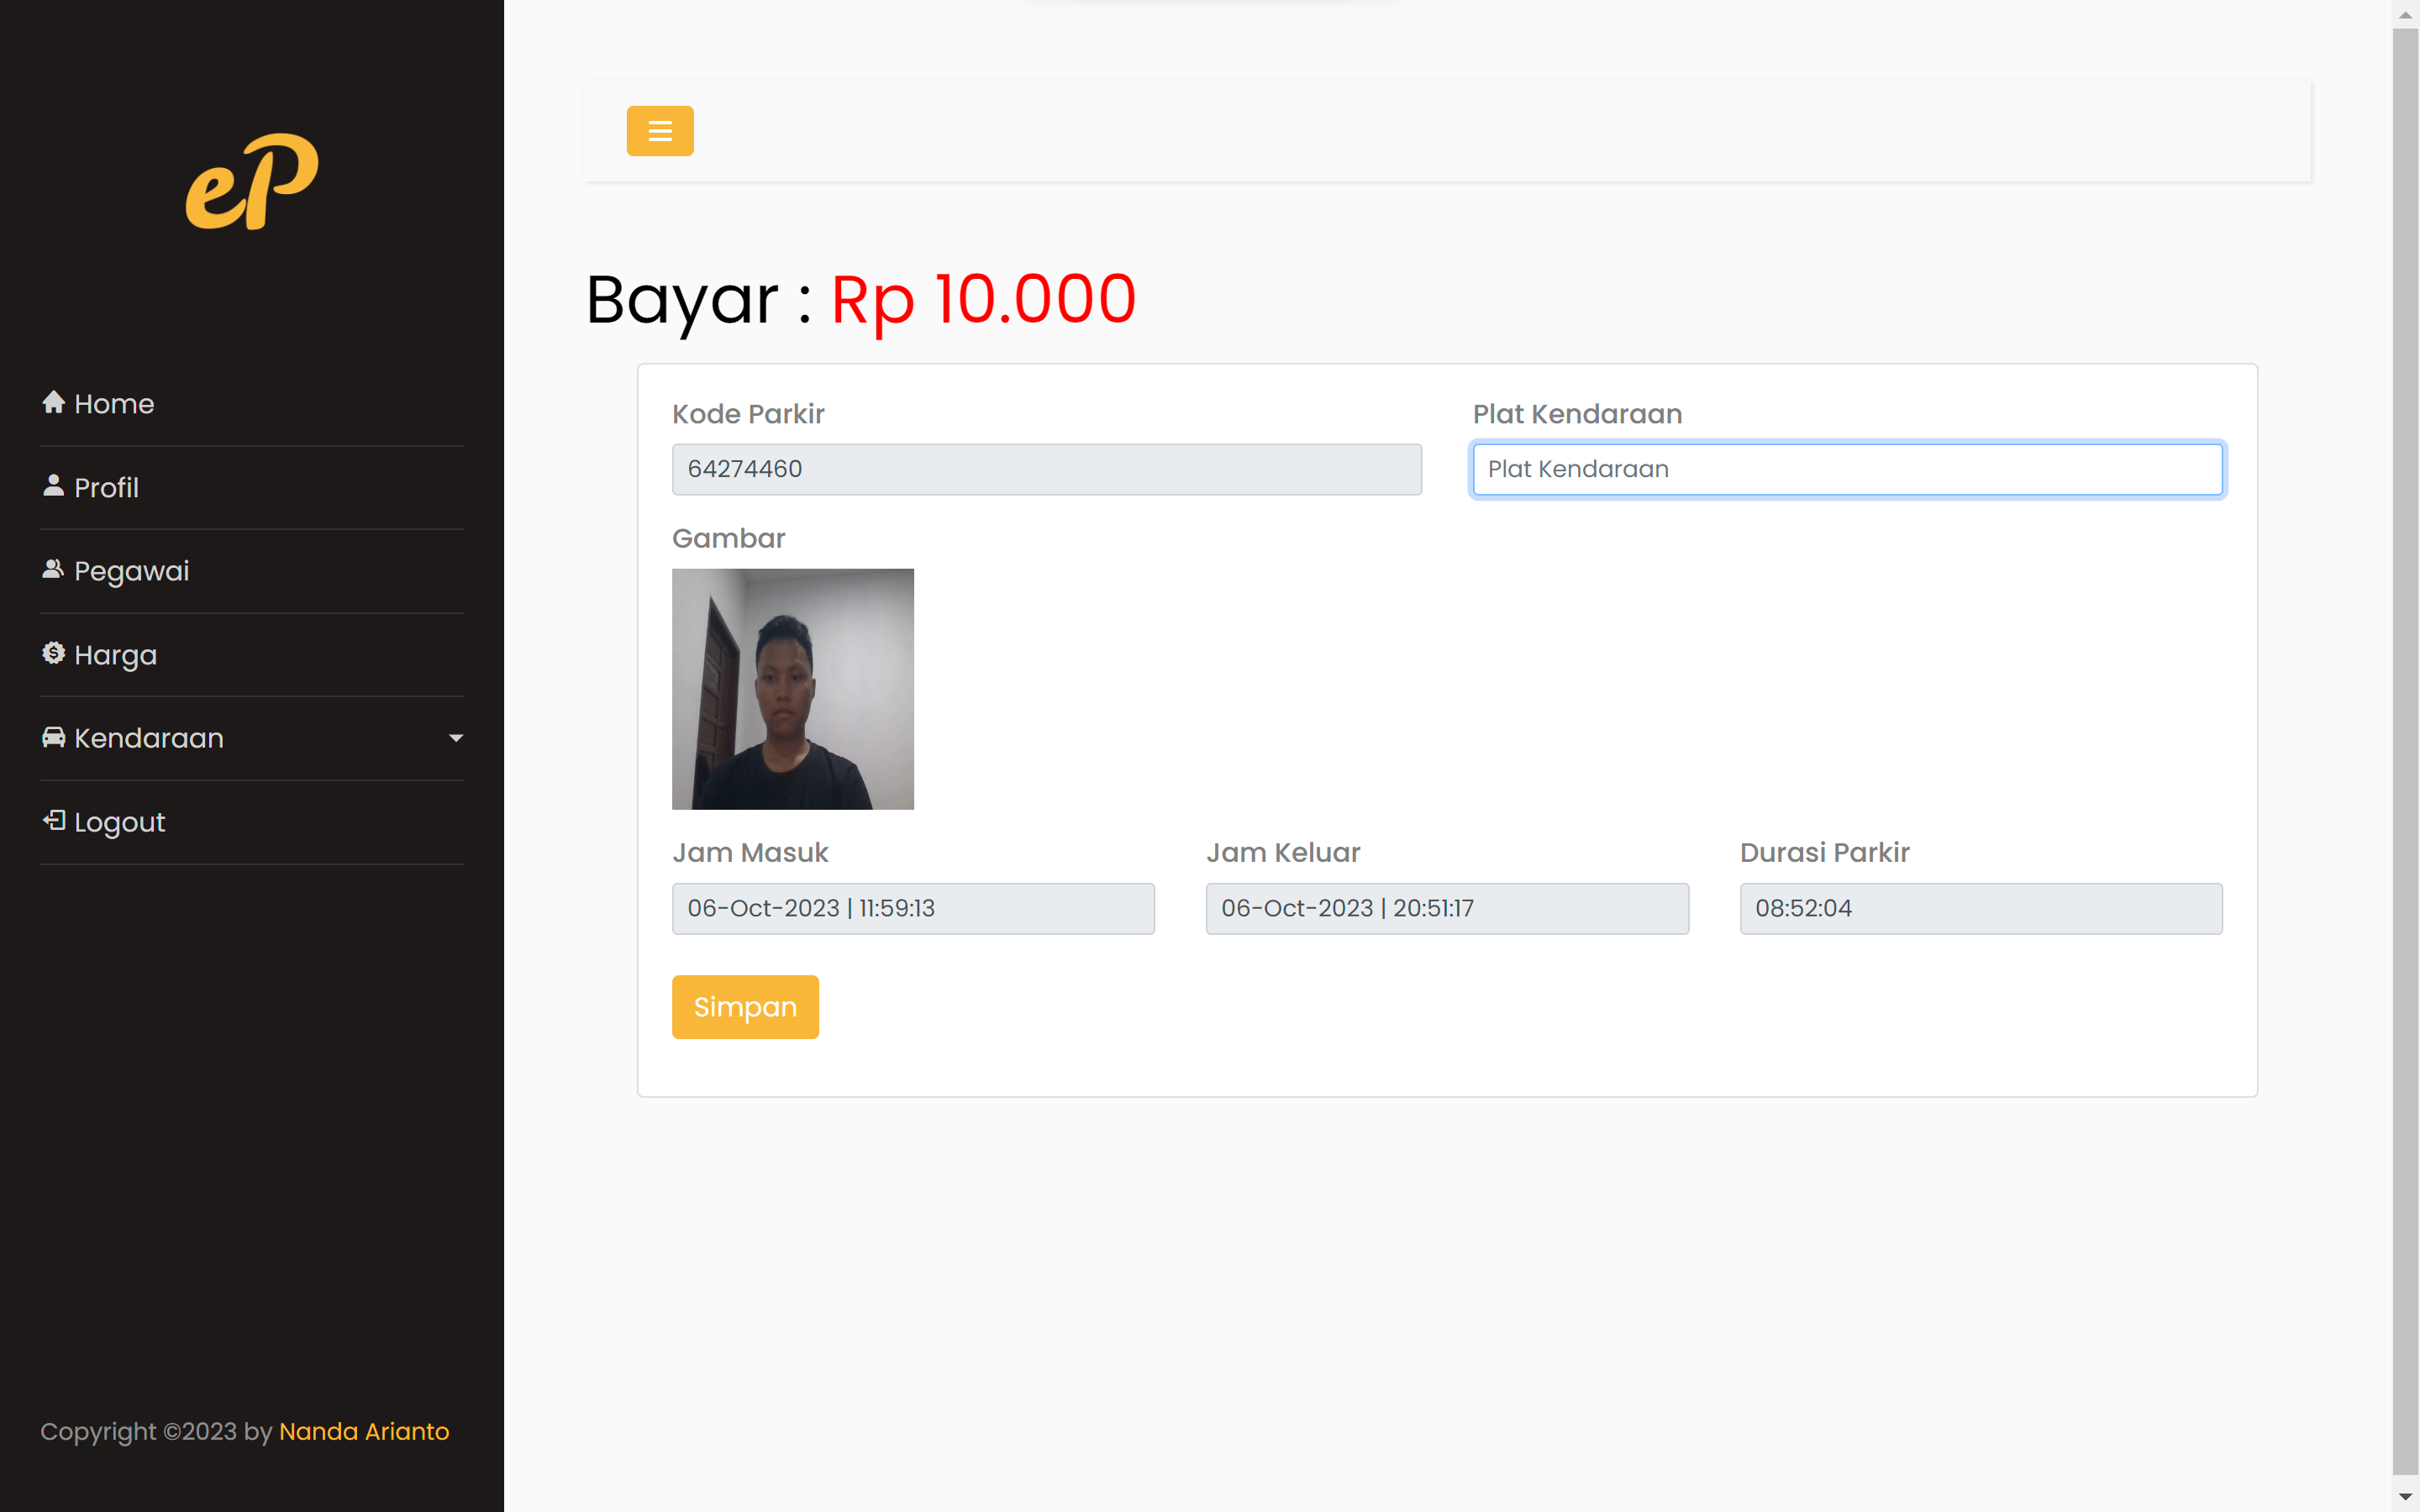 eP
Home
Profil
Pegawai
Harga
Kendaraan
Logout
Copyright ©2023 by Nanda Arianto
Bayar : Rp 10.000
Kode Parkir
64274460
Plat Kendaraan
Plat Kendaraan
Gambar
Jam Masuk
06-Oct-2023 | 11:59:13
Jam Keluar
06-Oct-2023 | 20:51:17
Durasi Parkir
08:52:04
Simpan